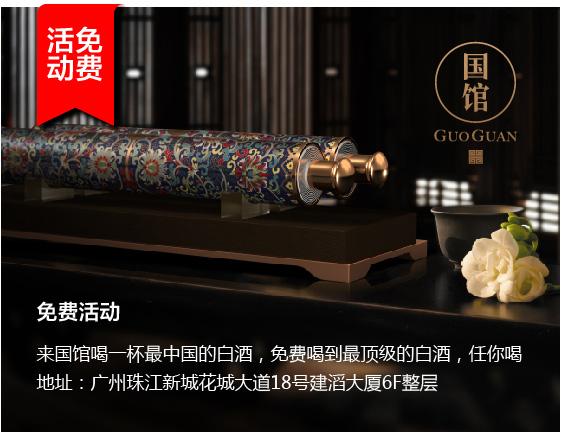 活免
动费
国
馆
GUOGUAN
免费活动
来国馆喝一杯最中国的白酒，免费喝到最顶级的白酒，任你喝
地址：广州珠江新城花城大道18号建滔大厦6F整层